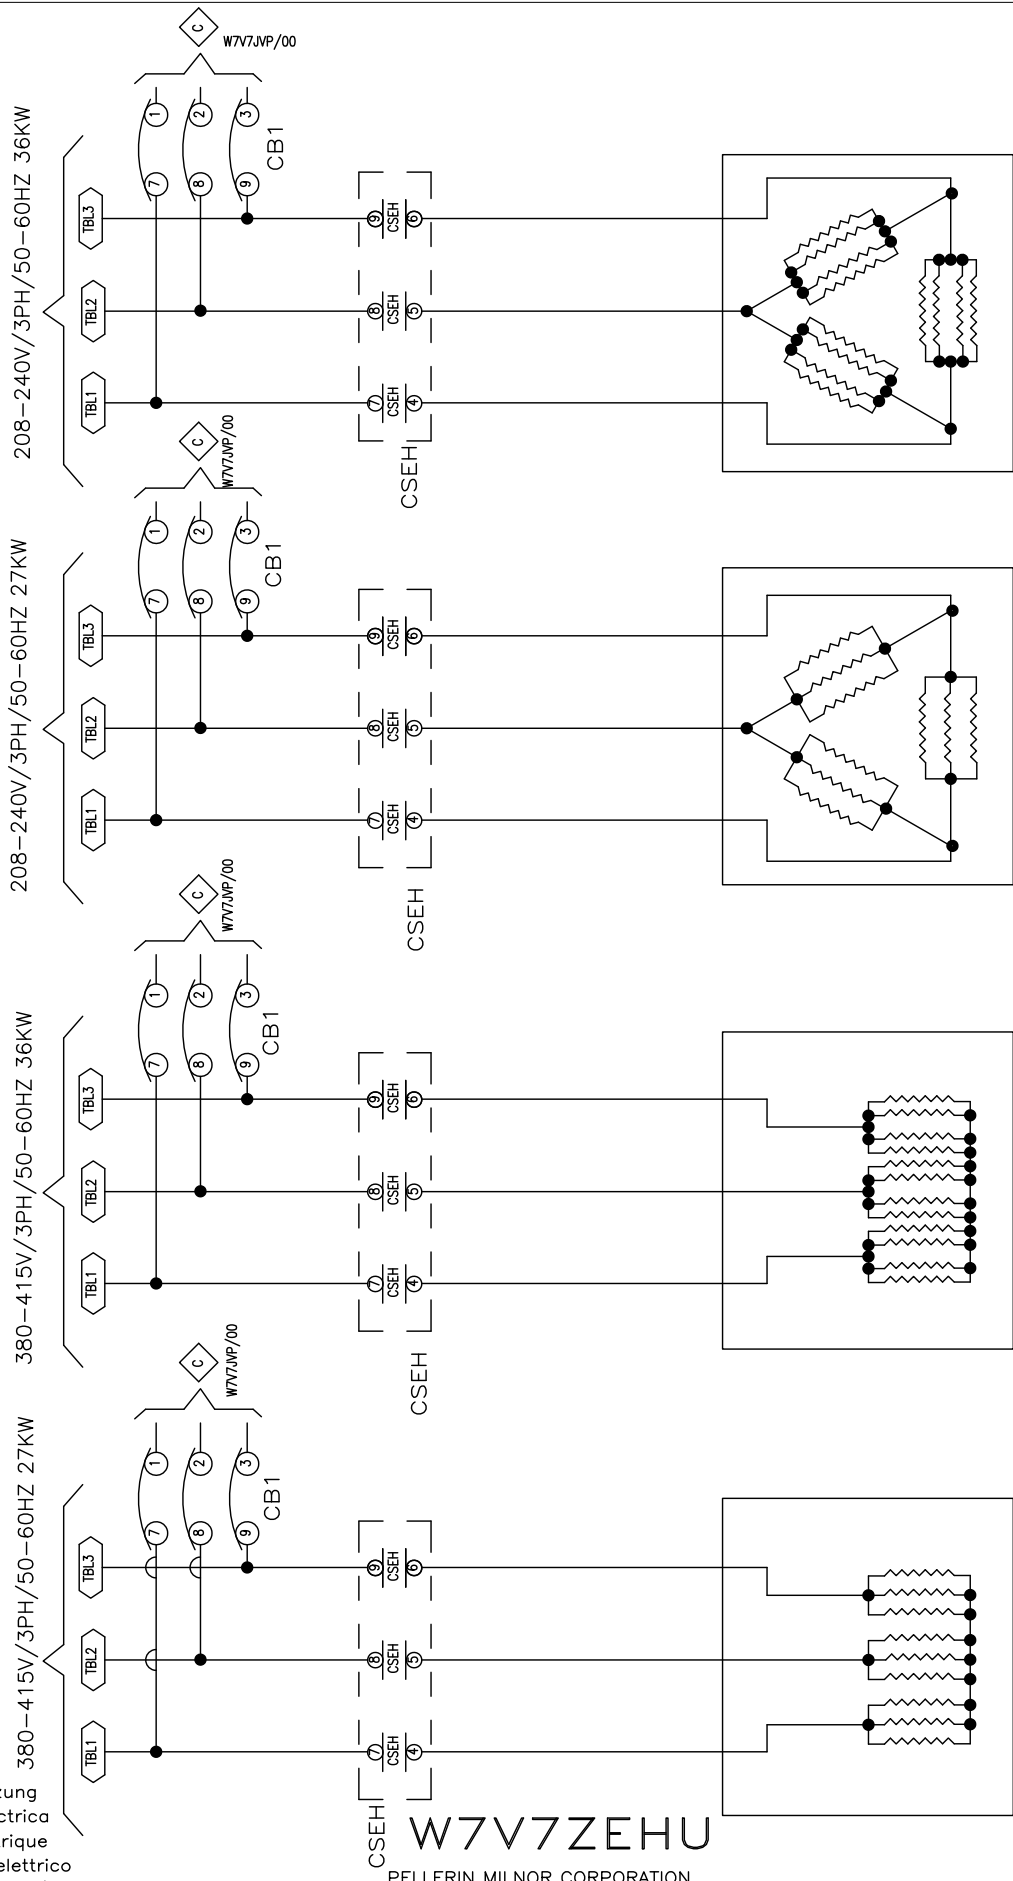 208-240V/3PH/50-60HZ 36KW
TBL1
TBL2
TBL3
C
W7V7JVP/00
1
2
3
7
8
9
CB1
7 CSEH 4
8 CSEH 5
9 CSEH 6
CSEH
208-240V/3PH/50-60HZ 27KW
TBL1
TBL2
TBL3
C
W7V7JVP/00
1
2
3
7
8
9
CB1
7 CSEH 4
8 CSEH 5
9 CSEH 6
CSEH
380-415V/3PH/50-60HZ 36KW
TBL1
TBL2
TBL3
C
W7V7JVP/00
1
2
3
7
8
9
CB1
7 CSEH 4
8 CSEH 5
9 CSEH 6
CSEH
380-415V/3PH/50-60HZ 27KW
TBL1
TBL2
TBL3
C
W7V7JVP/00
1
2
3
7
8
9
CB1
7 CSEH 4
8 CSEH 5
9 CSEH 6
CSEH
zung
ctrica
trique
elettrico
W7V7ZEHU
PELLERIN MILNOR CORPORATION